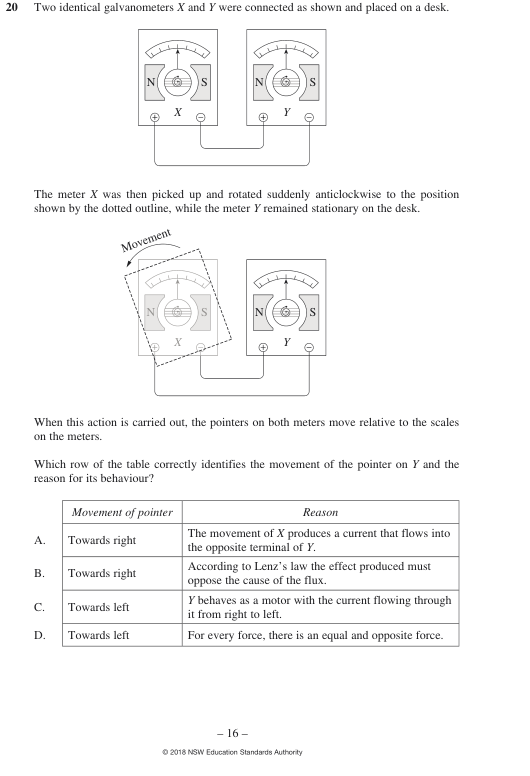 20 Two identical galvanometers X and Y were connected as shown and placed on a desk.
N S N S
X Y
+ − + −
The meter X was then picked up and rotated suddenly anticlockwise to the position
shown by the dotted outline, while the meter Y remained stationary on the desk.
Movement
N S N S
X Y
+ − + −
When this action is carried out, the pointers on both meters move relative to the scales
on the meters.
Which row of the table correctly identifies the movement of the pointer on Y and the
reason for its behaviour?
Movement of pointer Reason
A. Towards right The movement of X produces a current that flows into
the opposite terminal of Y.
B. Towards right According to Lenz’s law the effect produced must
oppose the cause of the flux.
C. Towards left Y behaves as a motor with the current flowing through
it from right to left.
D. Towards left For every force, there is an equal and opposite force.
– 16 –
© 2018 NSW Education Standards Authority